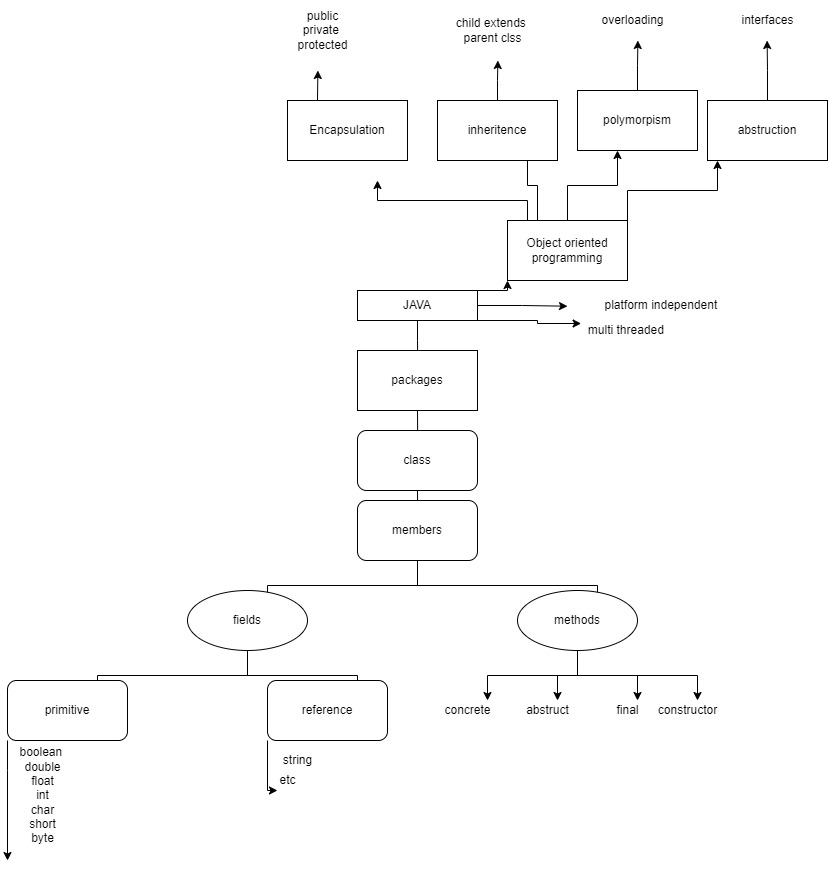 public
private
protected
child extends
parent clss
overloading
interfaces
Encapsulation
inheritence
polymorpism
abstruction
Object oriented
programming
JAVA
platform independent
multi threaded
packages
class
members
fields
methods
primitive
reference
concrete
abstruct
final
constructor
boolean
double
float
int
char
short
byte
string
etc